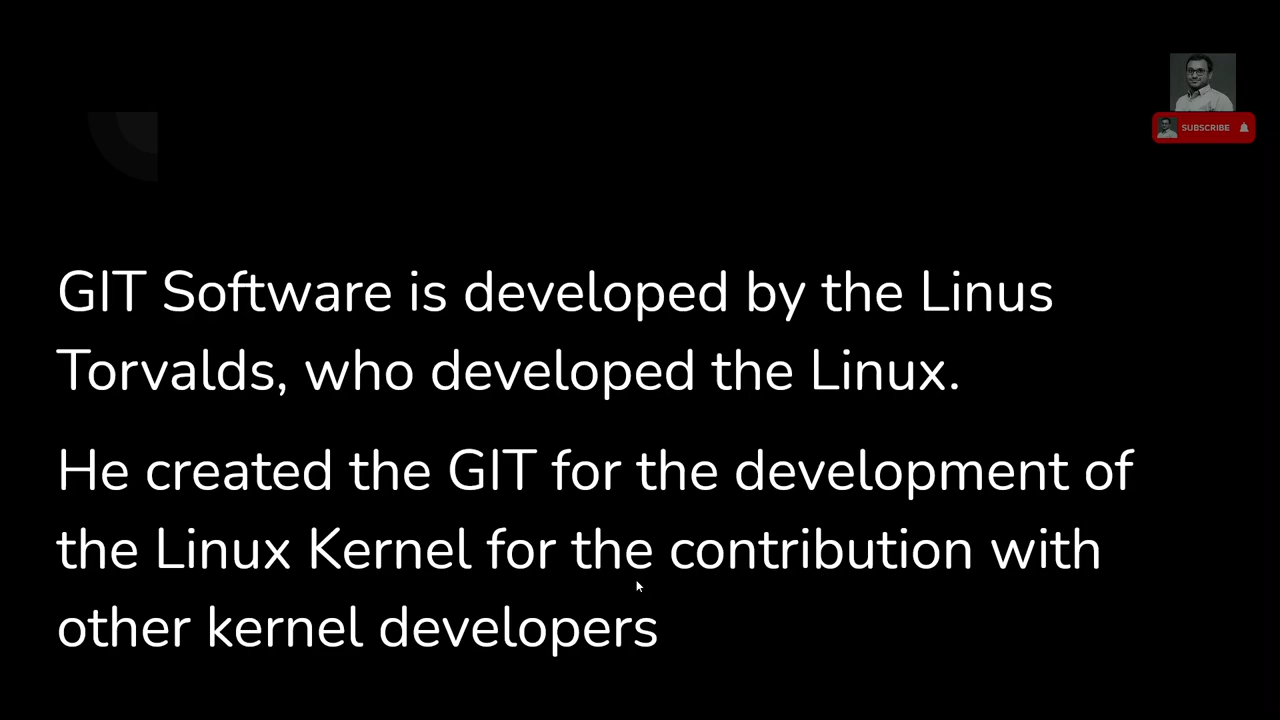 SUBSCRIBE
GIT Software is developed by the Linus
Torvalds, who developed the Linux.
He created the GIT for the development of
the Linux Kernel for the contribution with
other kernel developers